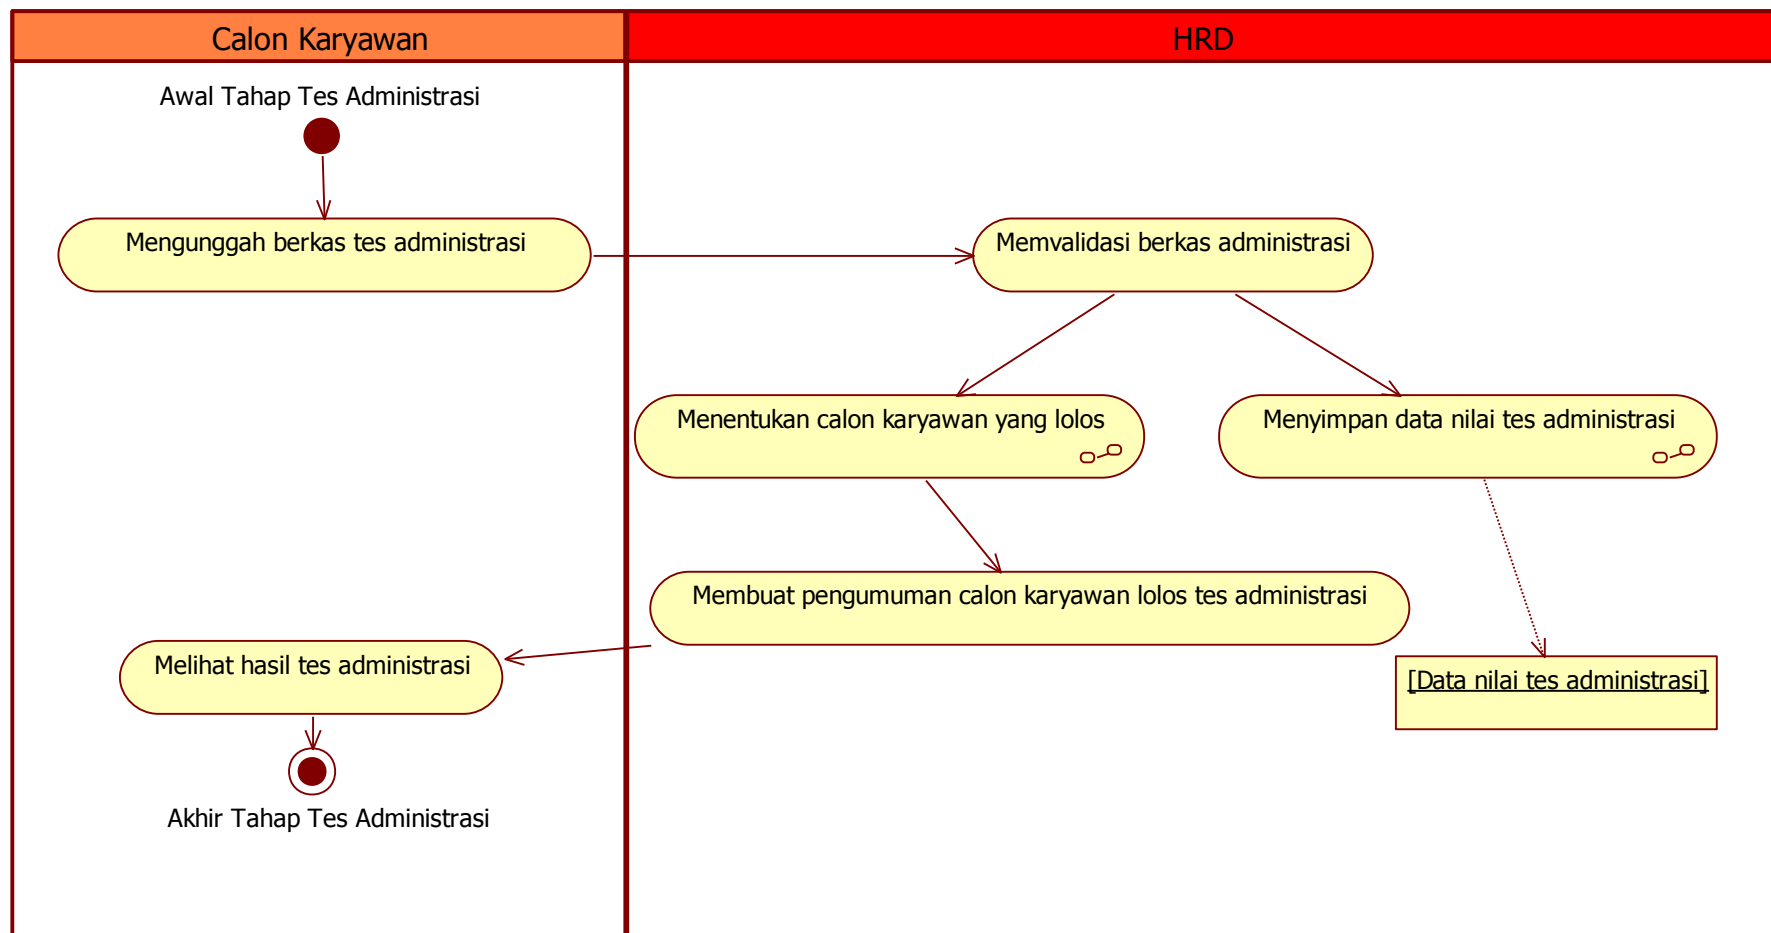 Calon Karyawan
HRD
Awal Tahap Tes Administrasi
Mengunggah berkas tes administrasi
Memvalidasi berkas administrasi
Menentukan calon karyawan yang lolos
Menyimpan data nilai tes administrasi
Membuat pengumuman calon karyawan lolos tes administrasi
Melihat hasil tes administrasi
[Data nilai tes administrasi]
Akhir Tahap Tes Administrasi